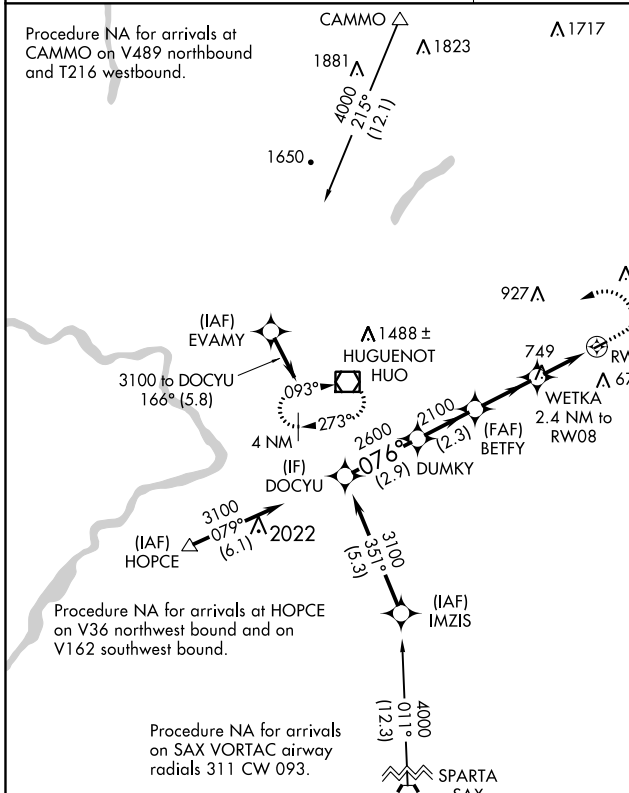 Procedure NA for arrivals at
CAMMO on V489 northbound
and T216 westbound.
CAMMO
1717
1823
1881
4000
215°
(12.1)
1650
927
(IAF)
EVAMY
1488 ±
HUGUENOT
HUO
3100 to DOCYU
166° (5.8)
093°
273°
4 NM
749
RW
67
WETKA
2.4 NM to
RW08
2100
(2.3)
(FAF)
BETFY
2600
076°
(2.9)
DUMKY
(IF)
DOCYU
3100
079°
(6.1)
2022
(IAF)
HOPCE
3100
351°
(5.3)
(IAF)
IMZIS
Procedure NA for arrivals at HOPCE
on V36 northwest bound and on
V162 southwest bound.
4000
011°
(12.3)
Procedure NA for arrivals
on SAX VORTAC airway
radials 311 CW 093.
SPARTA
SAX